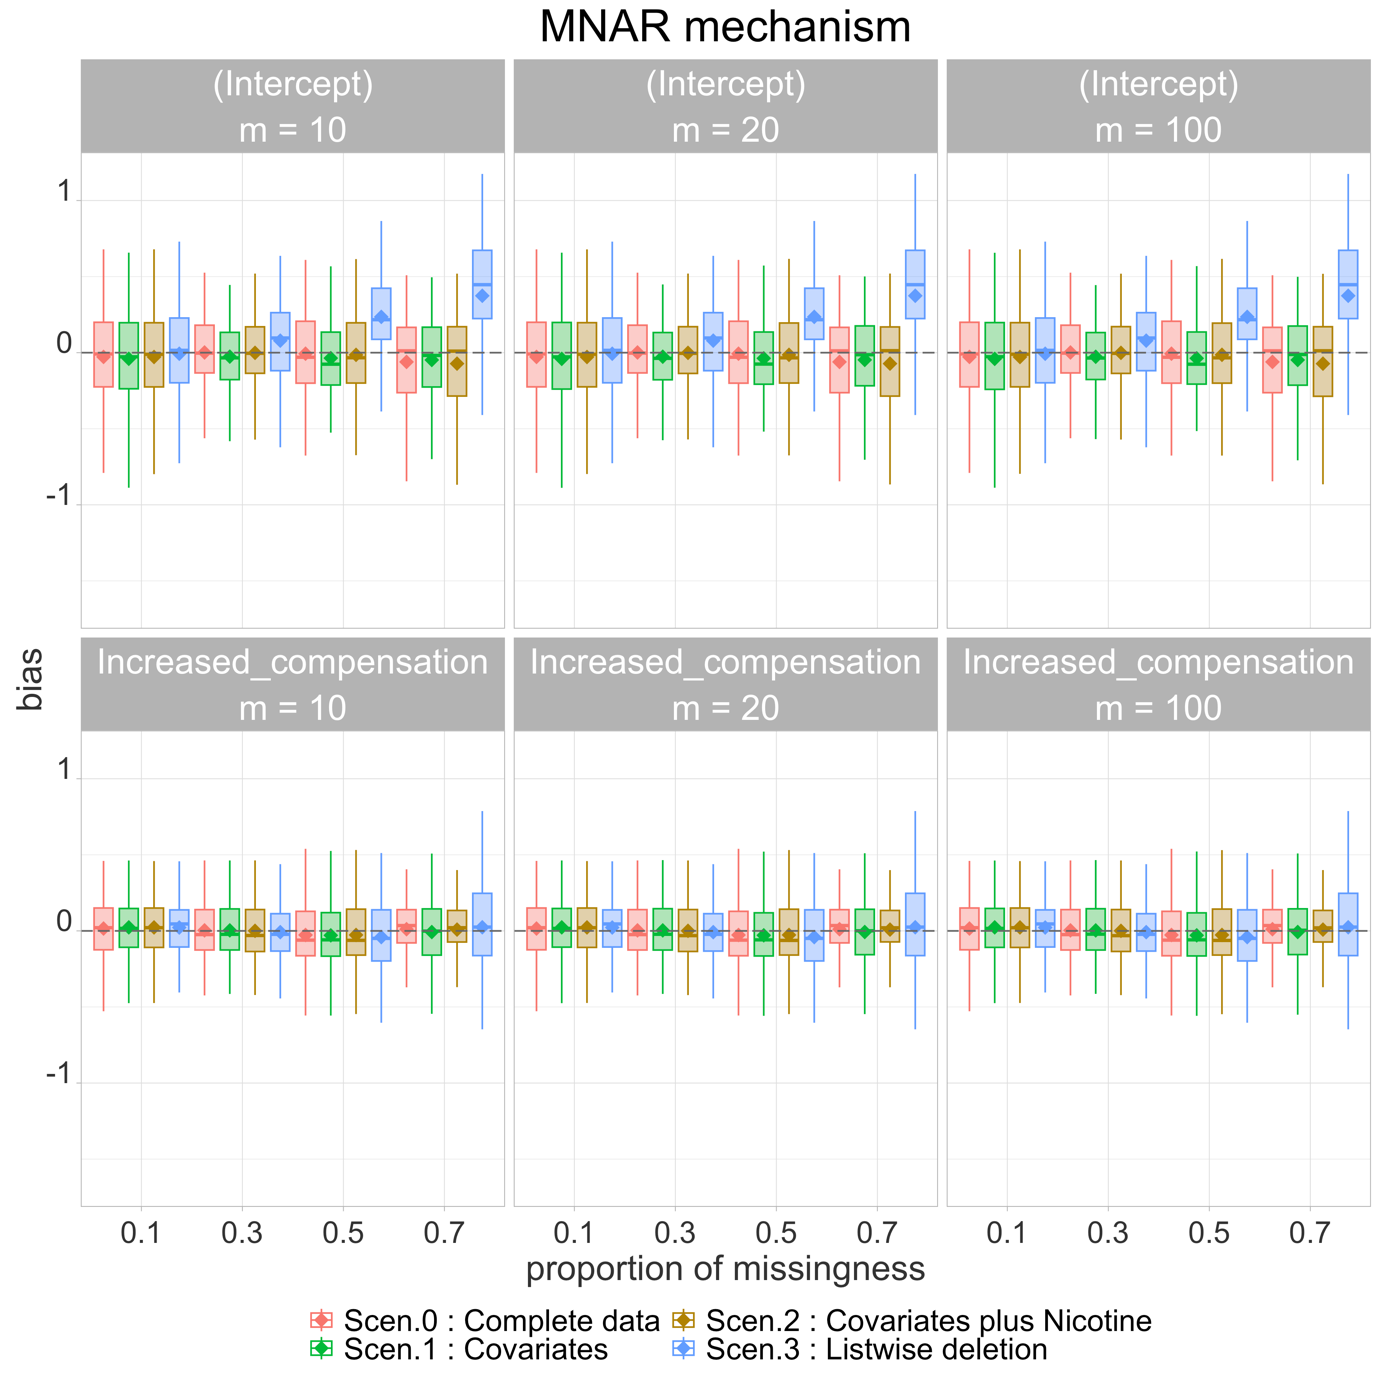 MNAR mechanism
(Intercept) (Intercept) (Intercept)
m = 10 m = 20 m = 100
1
0
-1
bias
Increased_compensation Increased_compensation Increased_compensation
m = 10 m = 20 m = 100
1
0
-1
0.1 0.3 0.5 0.7 0.1 0.3 0.5 0.7 0.1 0.3 0.5 0.7
proportion of missingness
Scen.0 : Complete data Scen.2 : Covariates plus Nicotine
Scen.1 : Covariates Scen.3 : Listwise deletion